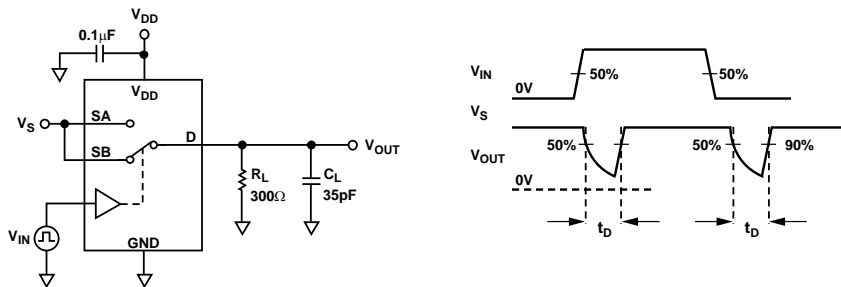 VDD
0.1µF
VDD
VS
SA
SB
D
VOUT
RL
300Ω
CL
35pF
VIN
GND
VIN
50%
50%
0V
VS
VOUT
50%
50%
90%
0V
tD
tD